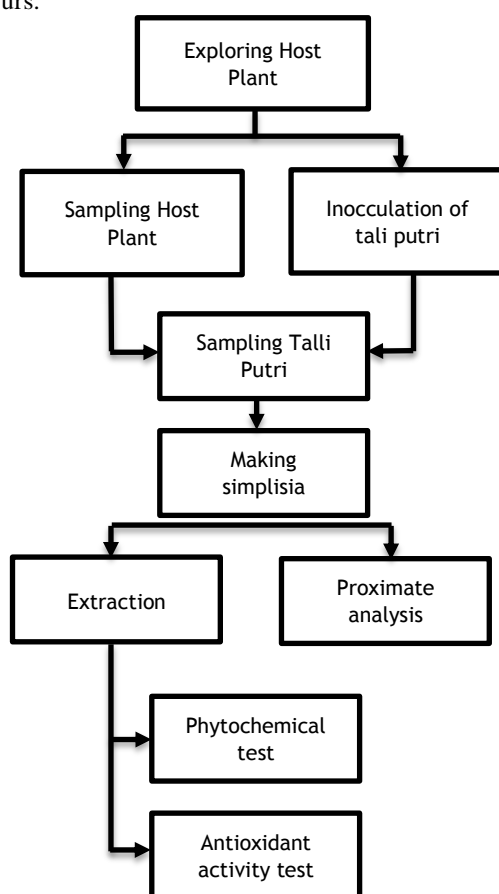 ours.
Exploring Host
Plant
Sampling Host
Plant
Inocculation of
tali putri
Sampling Talli
Putri
Making
simplisia
Extraction
Proximate
analysis
Phytochemical
test
Antioxidant
activity test